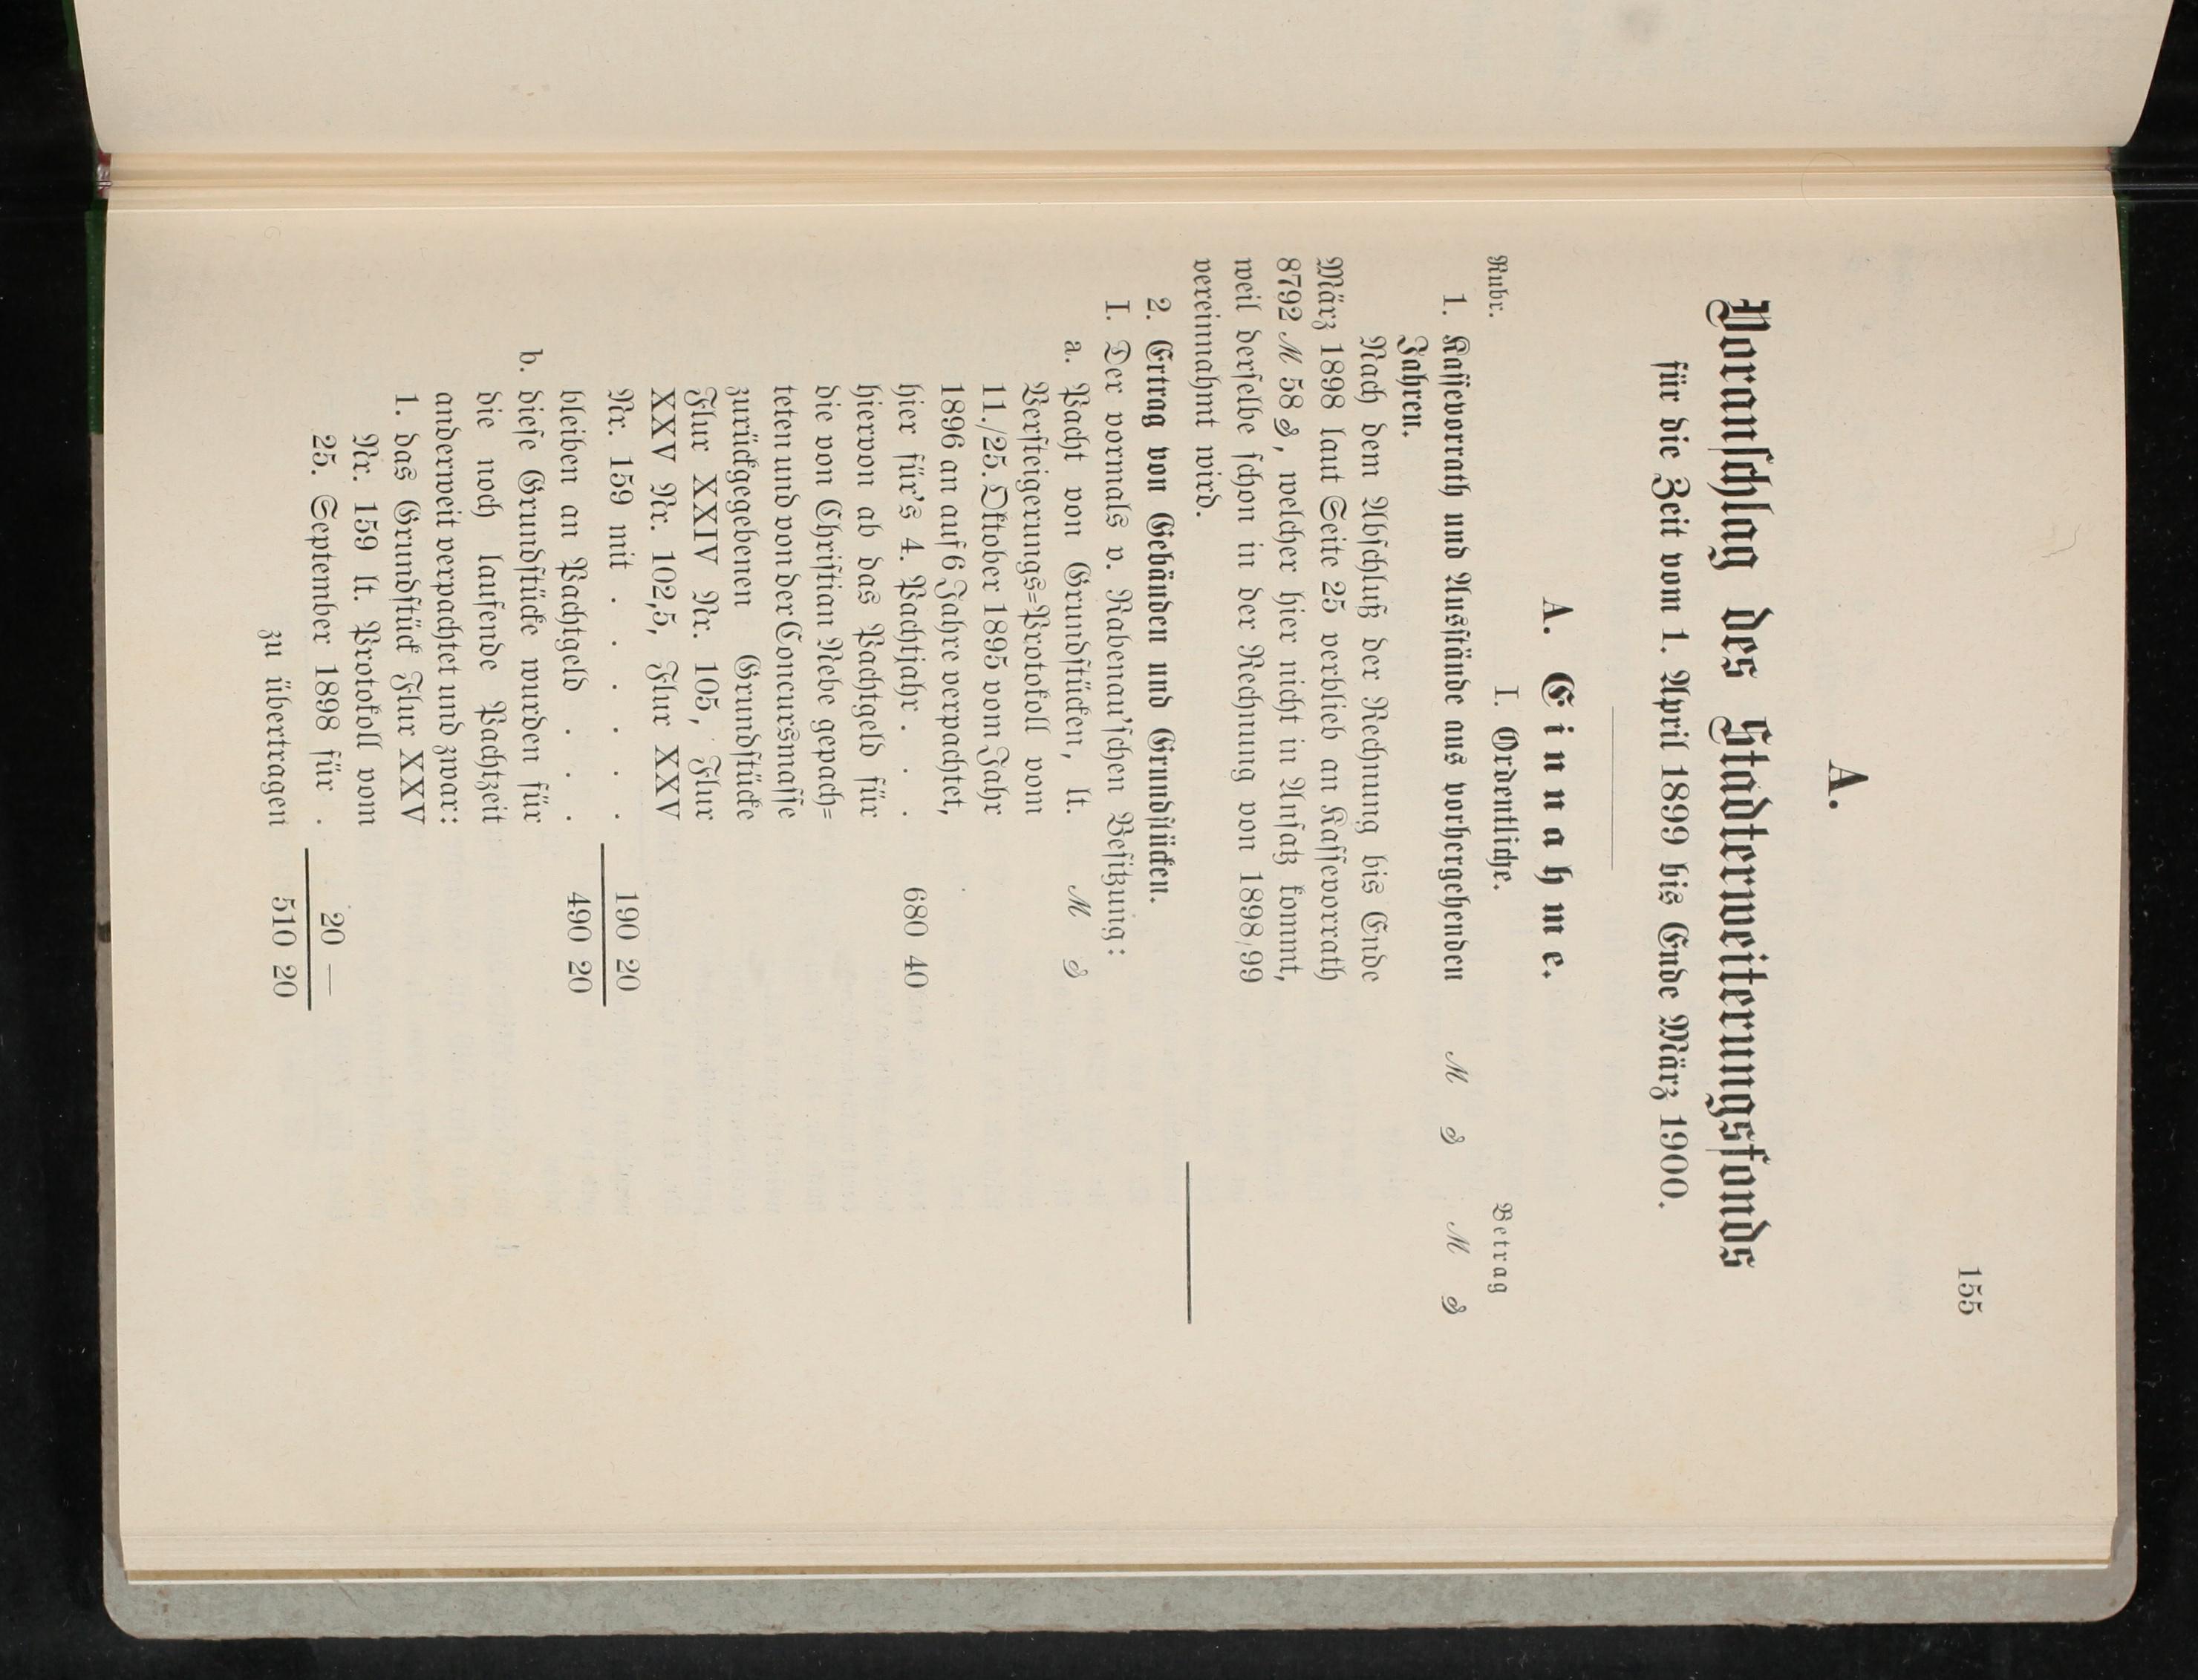 155
A.
Voranschlag des Stadterweiterungsfonds
für die Zeit vom 1. April 1899 bis Ende März 1900.
A. Einnahme.
Rubr. I. Ordentliche. Betrag
1. Kassevorrath und Ausstände aus vorhergehenden ℳ ₰ ℳ ₰
Jahren.
Nach dem Abschluß der Rechnung bis Ende
März 1898 laut Seite 25 verblieb an Kassevorrath
8792 ℳ 58 ₰, welcher hier nicht in Ansatz kommt,
weil derselbe schon in der Rechnung von 1898/99
vereinnahmt wird.
2. Ertrag von Gebäuden und Grundstücken.
I. Der vormals v. Rabenau'schen Besitzung:
a. Pacht von Grundstücken, lt. ℳ ₰
Versteigerungs=Protokoll vom
11./25. Oktober 1895 vom Jahr
1896 an auf 6 Jahre verpachtet,
hier für's 4. Pachtjahr . . . 680 40
hiervon ab das Pachtgeld für
die von Christian Rebe gepach=
teten und von der Concursmasse
zurückgegebenen Grundstücke
Flur XXIV Nr. 105, Flur
XXV Nr. 102,5, Flur XXV
Nr. 159 mit . . . . . . 190 20
bleiben an Pachtgeld . . . 490 20
b. diese Grundstücke wurden für
die noch laufende Pachtzeit
anderweit verpachtet und zwar:
1. das Grundstück Flur XXV
Nr. 159 lt. Protokoll vom
25. September 1898 für . 20 —
zu übertragen 510 20